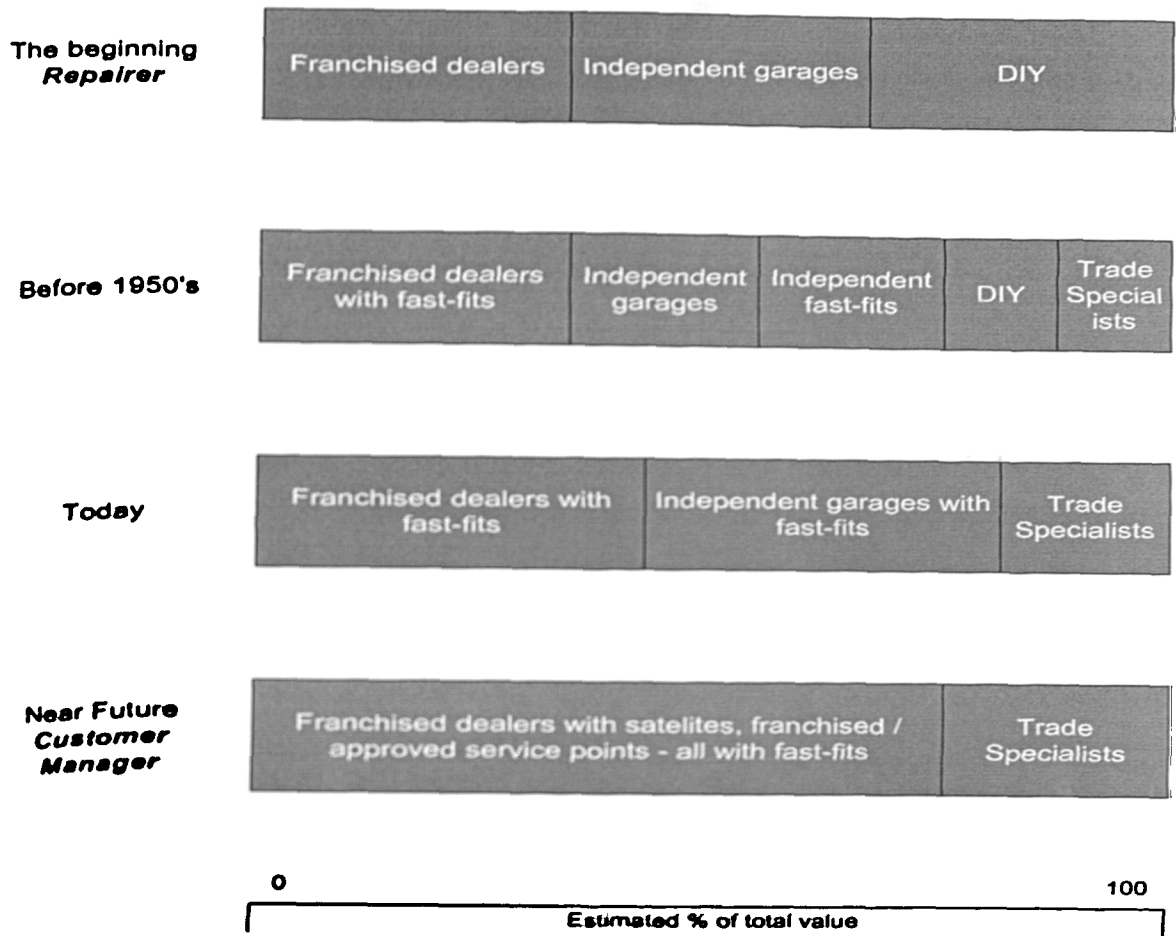 The beginning
Repairer
Franchised dealers
Independent garages
DIY
Before 1950's
Franchised dealers
with fast-fits
Independent
garages
Independent
fast-fits
DIY
Trade
Special
ists
Today
Franchised dealers with
fast-fits
Independent garages with
fast-fits
Trade
Specialists
Near Future
Customer
Manager
Franchised dealers with satelites, franchised /
approved service points - all with fast-fits
Trade
Specialists
0
100
Estimated % of total value